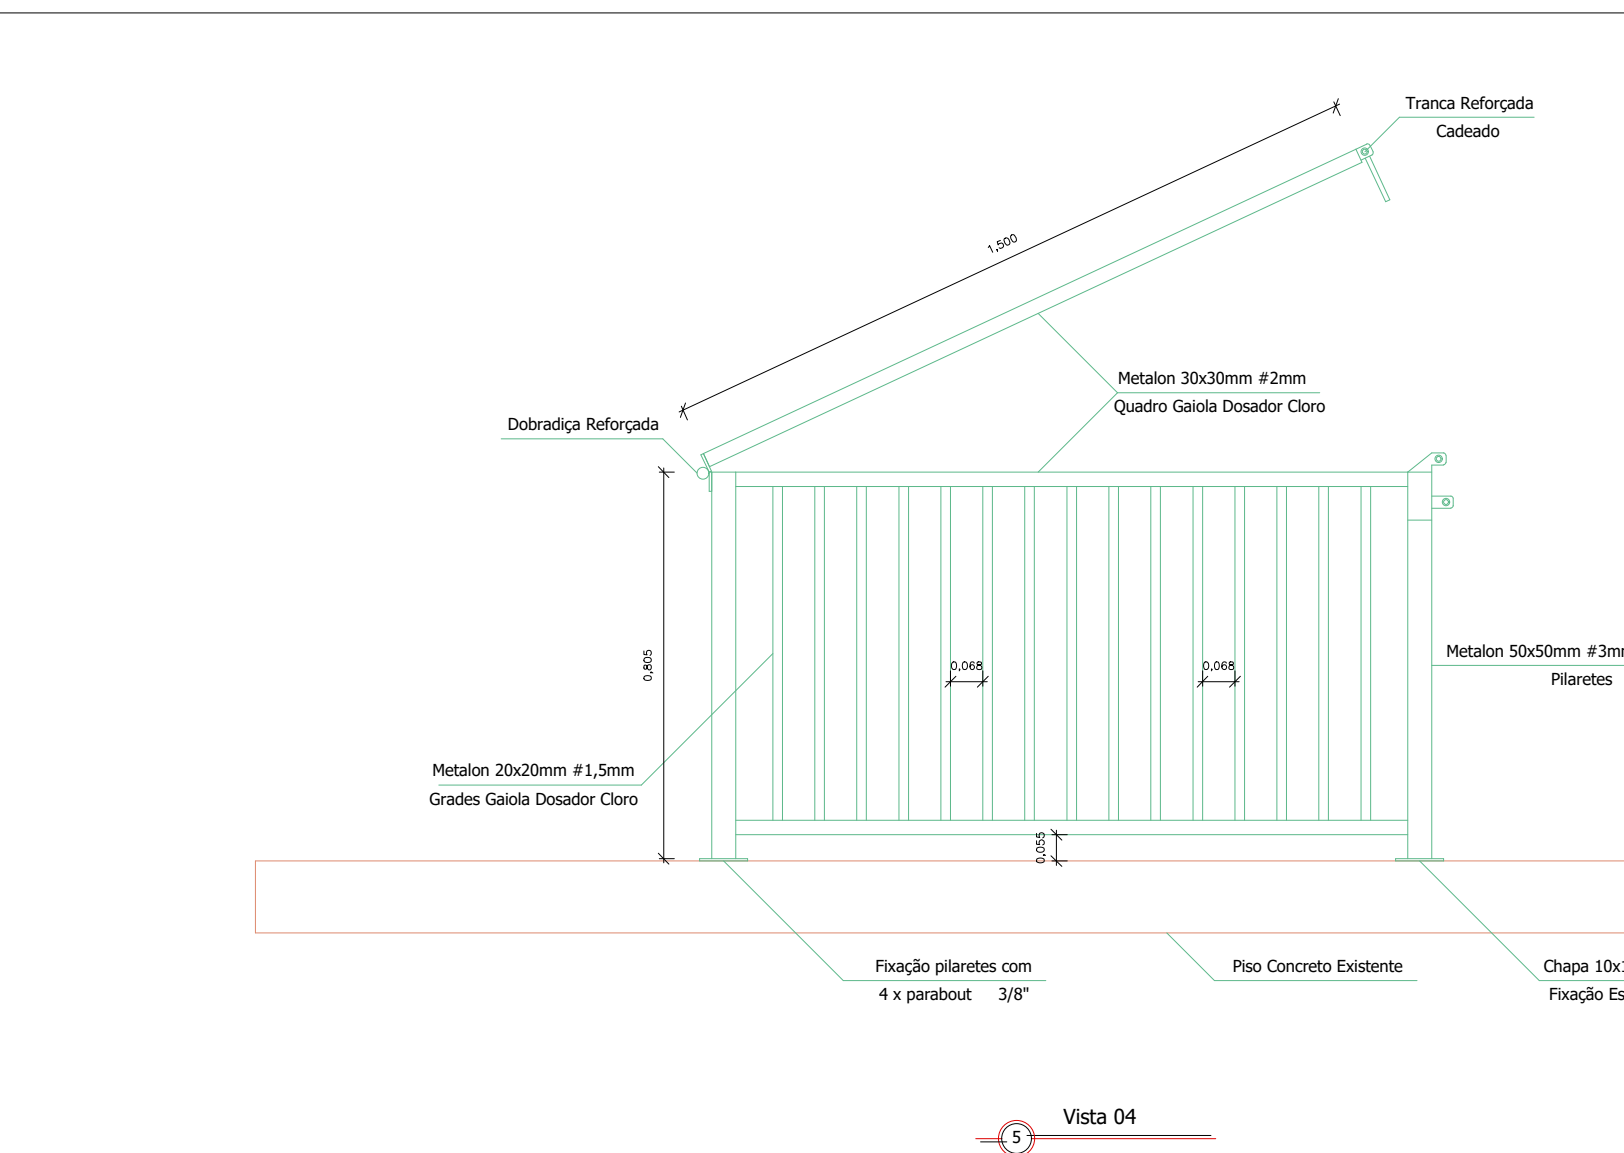 Tranca Reforçada
Cadeado
1,500
Metalon 30x30mm #2mm
Quadro Gaiola Dosador Cloro
Dobradiça Reforçada
0,805
0,068
0,068
Metalon 50x50mm #3m
Pilaretes
Metalon 20x20mm #1,5mm
Grades Gaiola Dosador Cloro
0,055
Fixação pilaretes com
4 x parabout 3/8"
Piso Concreto Existente
Chapa 10x
Fixação Es
Vista 04
5